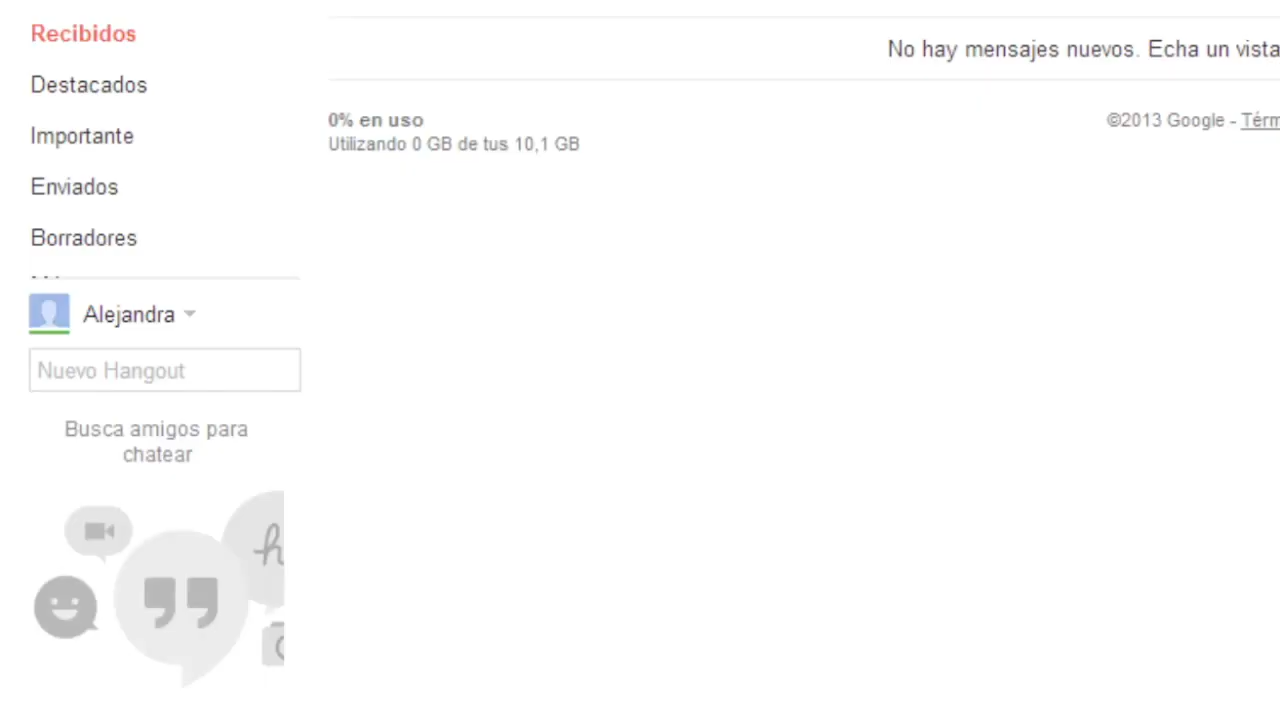 Recibidos
Destacados
Importante
Enviados
Borradores
Alejandra
Nuevo Hangout
Busca amigos para
chatear
No hay mensajes nuevos. Echa un vista
0% en uso
Utilizando 0 GB de tus 10,1 GB
©2013 Google - Térm